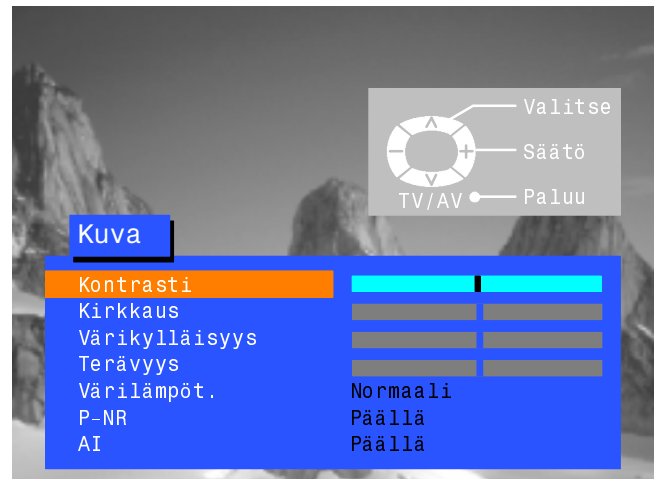 Valitse
Säätö
TV/AV Paluu
Kuva
Kontrasti
Kirkkaus
Värikylläisyys
Terävyys
Värilämpöt. Normaali
P-NR Päällä
AI Päällä